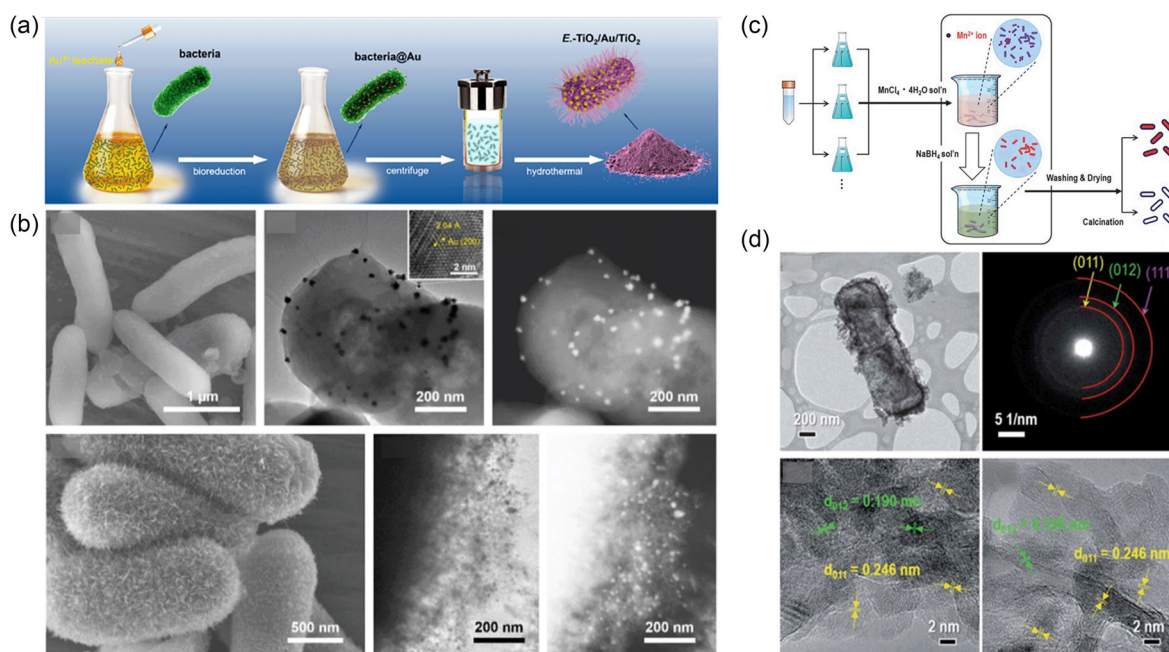 (a)
Au³⁺ leachate
bacteria
bacteria@Au
E.-TiO₂/Au/TiO₂
bioreduction
centrifuge
hydrothermal
(b)
1 μm
2.04 A
Au (200)
2 nm
200 nm
200 nm
500 nm
200 nm
200 nm
(c)
Mn²⁺ ion
MnCl₄・4H₂O sol'n
NaBH₄ sol'n
Washing & Drying
Calcination
(d)
200 nm
(011)
(012)
(111)
5 1/nm
d₀₁₂ = 0.190 me
d₀₁₁ = 0.246 nm
2 nm
d₀₁₁ = 0.246 nm
2 nm